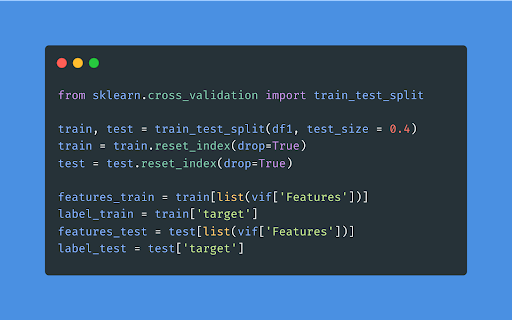 from sklearn.cross_validation import train_test_split
train, test = train_test_split(df1, test_size = 0.4)
train = train.reset_index(drop=True)
test = test.reset_index(drop=True)
features_train = train[list(vif['Features'])]
label_train = train['target']
features_test = test[list(vif['Features'])]
label_test = test['target']